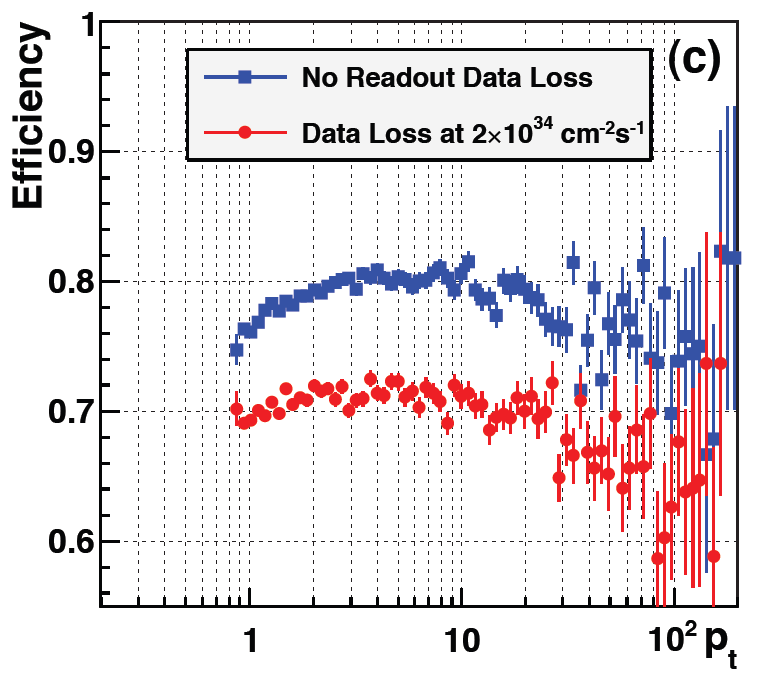 Efficiency
(c)
No Readout Data Loss
Data Loss at 2×10³⁴ cm⁻²s⁻¹
1
0.9
0.8
0.7
0.6
1 10 10² pₜ